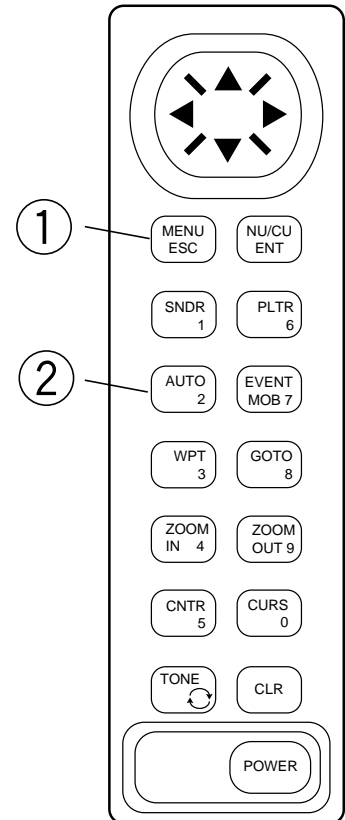 1
MENU
ESC
NU/CU
ENT
SNDR
1
PLTR
6
2
AUTO
2
EVENT
MOB 7
WPT
3
GOTO
8
ZOOM
IN 4
ZOOM
OUT 9
CNTR
5
CURS
0
TONE
CLR
POWER